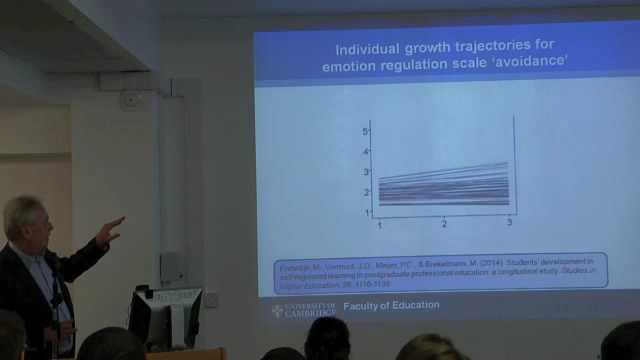 Individual growth trajectories for
emotion regulation scale ‘avoidance’
5
4
3
2
1
1 2 3
Endedijk, M., Vermunt, J.D., Meijer, P.C., & Brekelmans, M. (2014). Students’ development in
self-regulated learning in postgraduate professional education: a longitudinal study. Studies in
Higher Education, 39, 1116-1138
UNIVERSITY OF
CAMBRIDGE
Faculty of Education